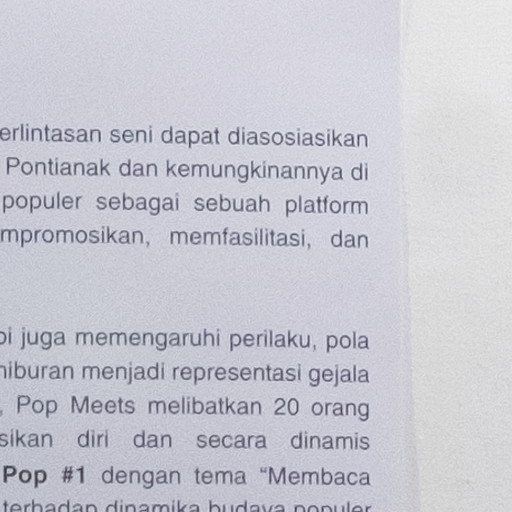 erlintasan seni dapat diasosiasikan
Pontianak dan kemungkinannya di
populer sebagai sebuah platform
mpromosikan, memfasilitasi, dan
juga memengaruhi perilaku, pola
hiburan menjadi representasi gejala
, Pop Meets melibatkan 20 orang
sikan diri dan secara dinamis
Pop #1 dengan tema “Membaca
terhadap dinamika budaya populer